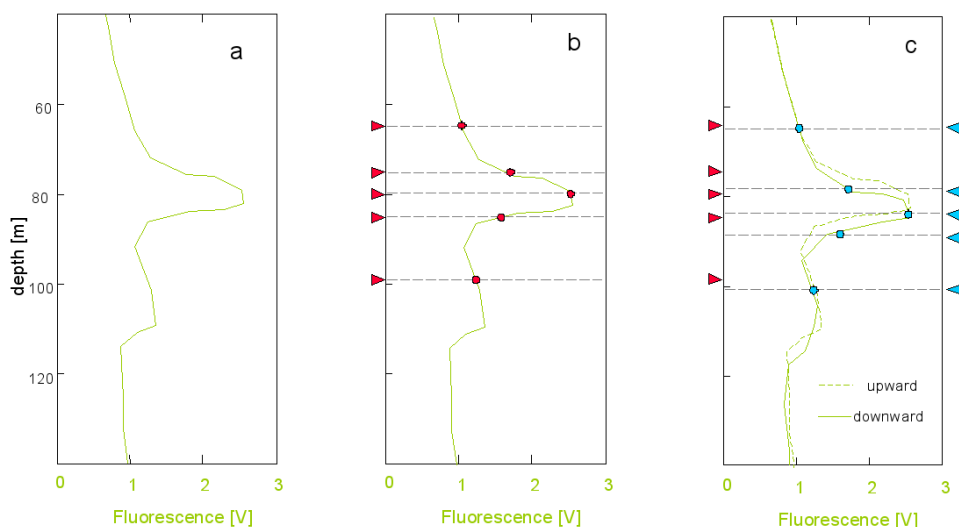 a
b
c
60
80
100
120
depth [m]
upward
downward
0 1 2 3
0 1 2 3
0 1 2 3
Fluorescence [V]
Fluorescence [V]
Fluorescence [V]